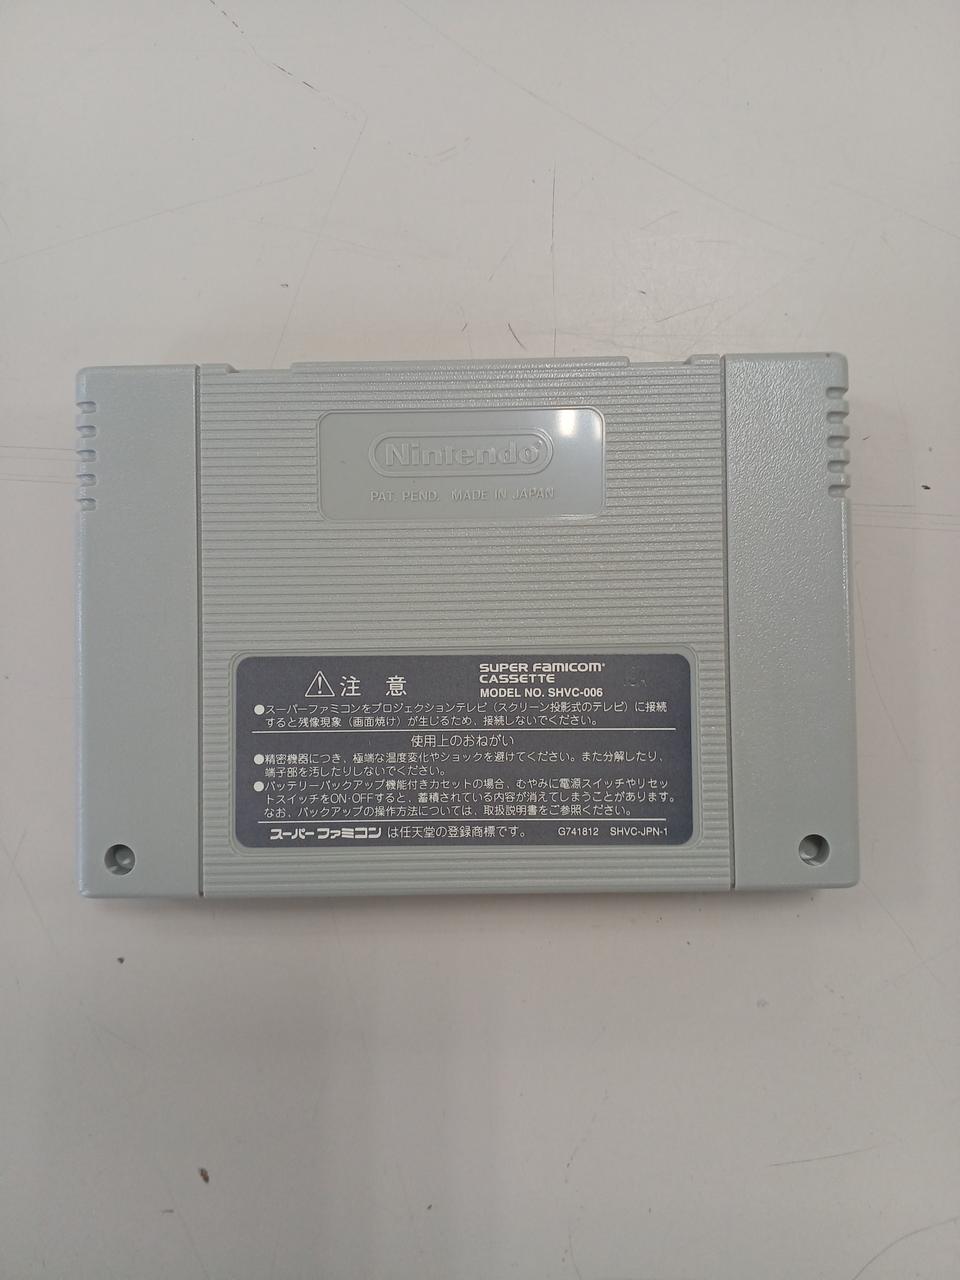 Nintendo
PAT. PEND. MADE IN JAPAN
注意
SUPER FAMICOM
CASSETTE
MODEL NO. SHVC-006
●スーパーファミコンをプロジェクションテレビ（スクリーン投影式のテレビ）に接続
すると残像現象（画面焼け）が生じるため、接続しないでください。
使用上のおねがい
●精密機器につき、極端な温度変化やショックを避けてください。また分解したり、
端子部を汚したりしないでください。
●バッテリーバックアップ機能付きカセットの場合、むやみに電源スイッチやリセッ
トスイッチをON・OFFすると、蓄積されている内容が消えてしまうことがあります。
なお、バックアップの操作方法については、取扱説明書をご参照ください。
スーパーファミコン は任天堂の登録商標です。
G741812 SHVC-JPN-1